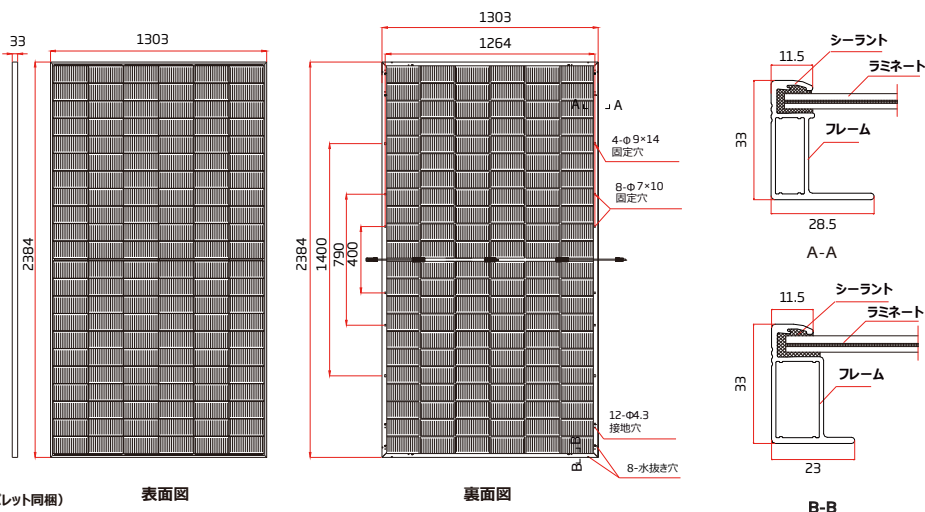 33
1303
2384
レット同梱）
表面図
1303
1264
2384
1400
790
400
A
A
4-Φ9×14
固定穴
8-Φ7×10
固定穴
12-Φ4.3
接地穴
8-水抜き穴
B
B
裏面図
11.5
シーラント
ラミネート
フレーム
33
28.5
A-A
11.5
シーラント
ラミネート
フレーム
33
23
B-B